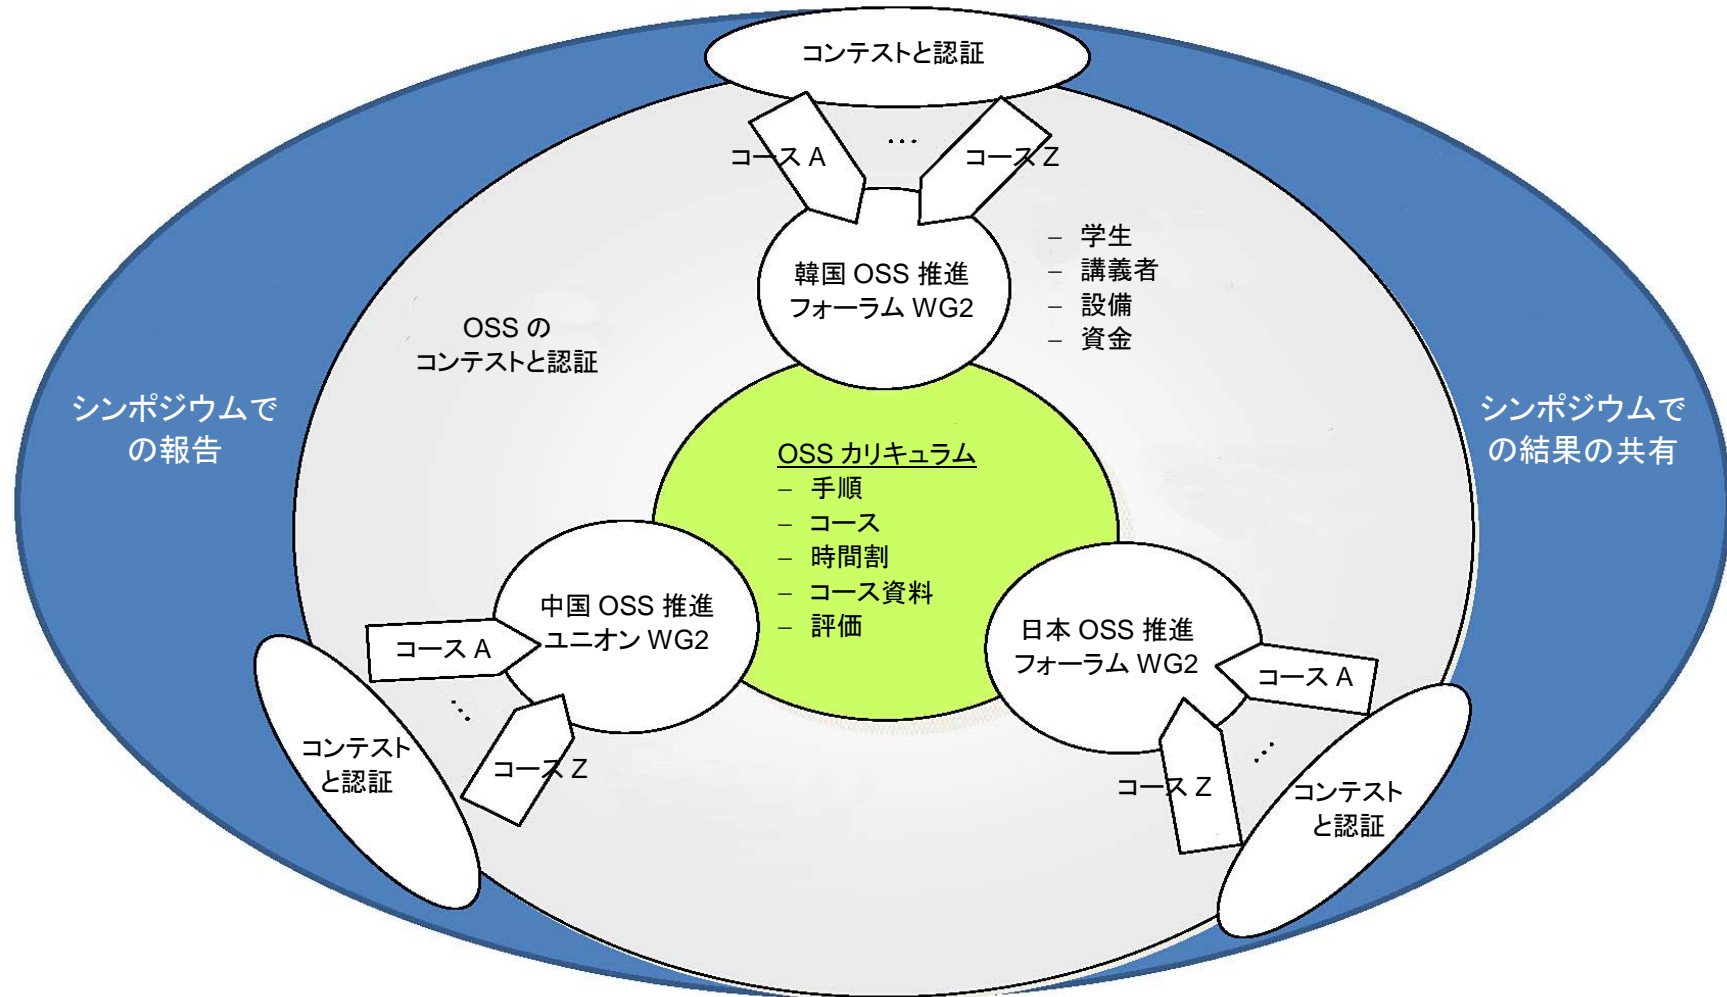 コンテストと認証
コース A
…
コース Z
韓国 OSS 推進
フォーラム WG2
– 学生
– 講義者
– 設備
– 資金
OSS の
コンテストと認証
シンポジウムで
の報告
シンポジウムで
の結果の共有
OSS カリキュラム
– 手順
– コース
– 時間割
– コース資料
– 評価
中国 OSS 推進
ユニオン WG2
コース A
…
コース Z
コンテスト
と認証
日本 OSS 推進
フォーラム WG2
コース A
…
コース Z
コンテスト
と認証